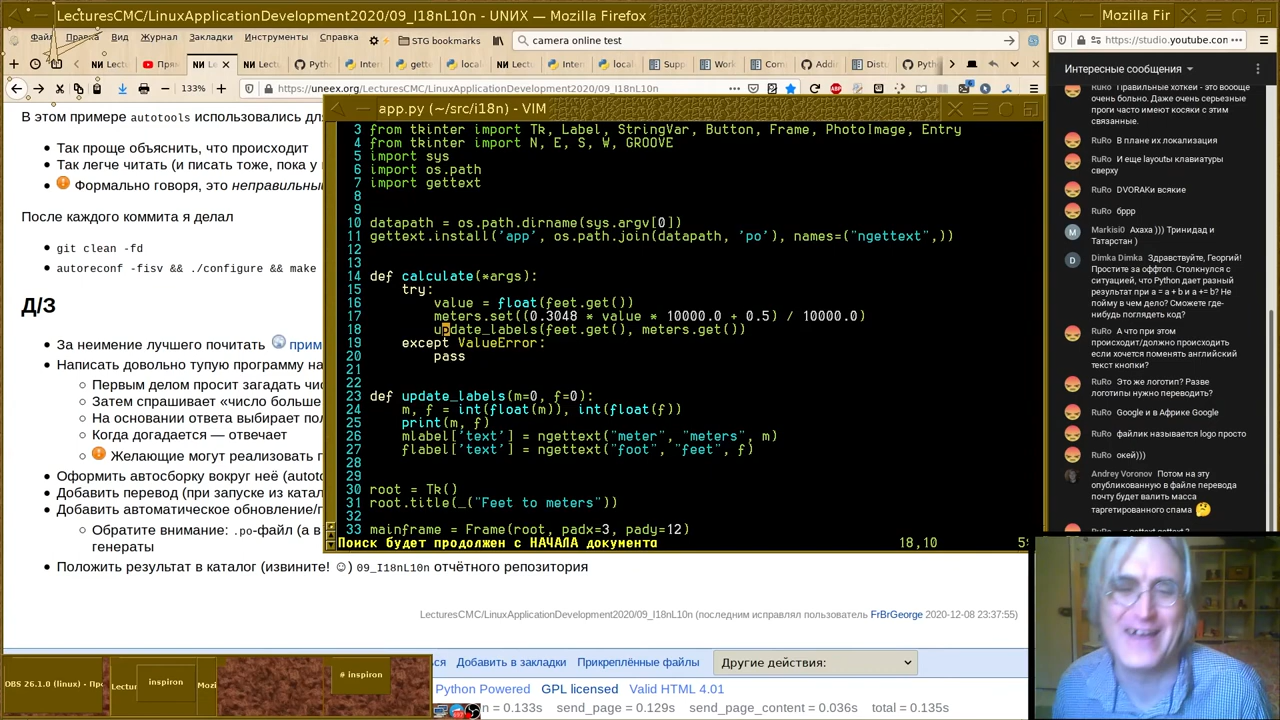 LecturesCMC/LinuxApplicationDevelopment2020/09_I18nL10n - UNИX — Mozilla Firefox
Файл Правка Вид Журнал Закладки Инструменты Справка
STG bookmarks
camera online test
133%
https://uneex.org/LecturesCMC/LinuxApplicationDevelopment2020/09_I18nL10n
В этом примере autotools использовались дл
Так проще объяснить, что происходит
Так легче читать (и писать тоже, пока у
Формально говоря, это неправильны
После каждого коммита я делал
git clean -fd
autoreconf -fisv && ./configure && make
Д/З
За неимение лучшего почитать прим
Написать довольно тупую программу на
Первым делом просит загадать чис
Затем спрашивает «число больше
На основании ответа выбирает пол
Когда догадается — отвечает
Желающие могут реализовать п
Оформить автосборку вокруг неё (autoto
Добавить перевод (при запуске из катал
Добавить автоматическое обновление/г
Обратите внимание: .po-файл (а в
генераты
Положить результат в каталог (извините! ☺) 09_I18nL10n отчётного репозитория
LecturesCMC/LinuxApplicationDevelopment2020/09_I18nL10n (последним исправлял пользователь FrBrGeorge 2020-12-08 23:37:55)
ся Добавить в закладки Прикреплённые файлы Другие действия:
Python Powered GPL licensed Valid HTML 4.01
n = 0.133s send_page = 0.129s send_page_content = 0.036s total = 0.135s
app.py (~/src/i18n) - VIM
3 from tkinter import Tk, Label, StringVar, Button, Frame, PhotoImage, Entry
4 from tkinter import N, E, S, W, GROOVE
5 import sys
6 import os.path
7 import gettext
8
9
10 datapath = os.path.dirname(sys.argv[0])
11 gettext.install('app', os.path.join(datapath, 'po'), names=("ngettext",))
12
13
14 def calculate(*args):
15 try:
16 value = float(feet.get())
17 meters.set((0.3048 * value * 10000.0 + 0.5) / 10000.0)
18 update_labels(feet.get(), meters.get())
19 except ValueError:
20 pass
21
22
23 def update_labels(m=0, f=0):
24 m, f = int(float(m)), int(float(f))
25 print(m, f)
26 mlabel['text'] = ngettext("meter", "meters", m)
27 flabel['text'] = ngettext("foot", "feet", f)
28
29
30 root = Tk()
31 root.title(_("Feet to meters"))
32
33 mainframe = Frame(root, padx=3, pady=12)
Поиск будет продолжен с НАЧАЛА документа 18,10
Mozilla Fir
https://studio.youtube.con
Интересные сообщения
RuRo Правильные хоткеи - это вообще
очень больно. Даже очень серьезные
проги часто имеют косяки с этим
связанные.
RuRo В плане их локализация
RuRo И еще layoutы клавиатуры
сверху
RuRo DVORAKи всякие
RuRo бррр
Markisi0 Ахаха ))) Тринидад и
Татарстан )
Dimka Dimka Здравствуйте, Георгий!
Простите за оффтоп. Столкнулся с
ситуацией, что Python дает разный
результат при a = a + b и a += b? Не
пойму в чем дело? Сможете где-
нибудь поглядеть код?
RuRo А что при этом
происходит/должно происходить
если хочется поменять английский
текст кнопки?
RuRo Это же логотип? Разве
логотипы нужно переводить?
RuRo Google и в Африке Google
RuRo файлик называется logo просто
RuRo окей)))
Andrey Voronov Потом на эту
опубликованную в файле перевода
почту будет валить масса
таргетированного спама 🤔
OBS 26.1.0 (linux) - Про
Lectur
inspiron
Mozi
# inspiron